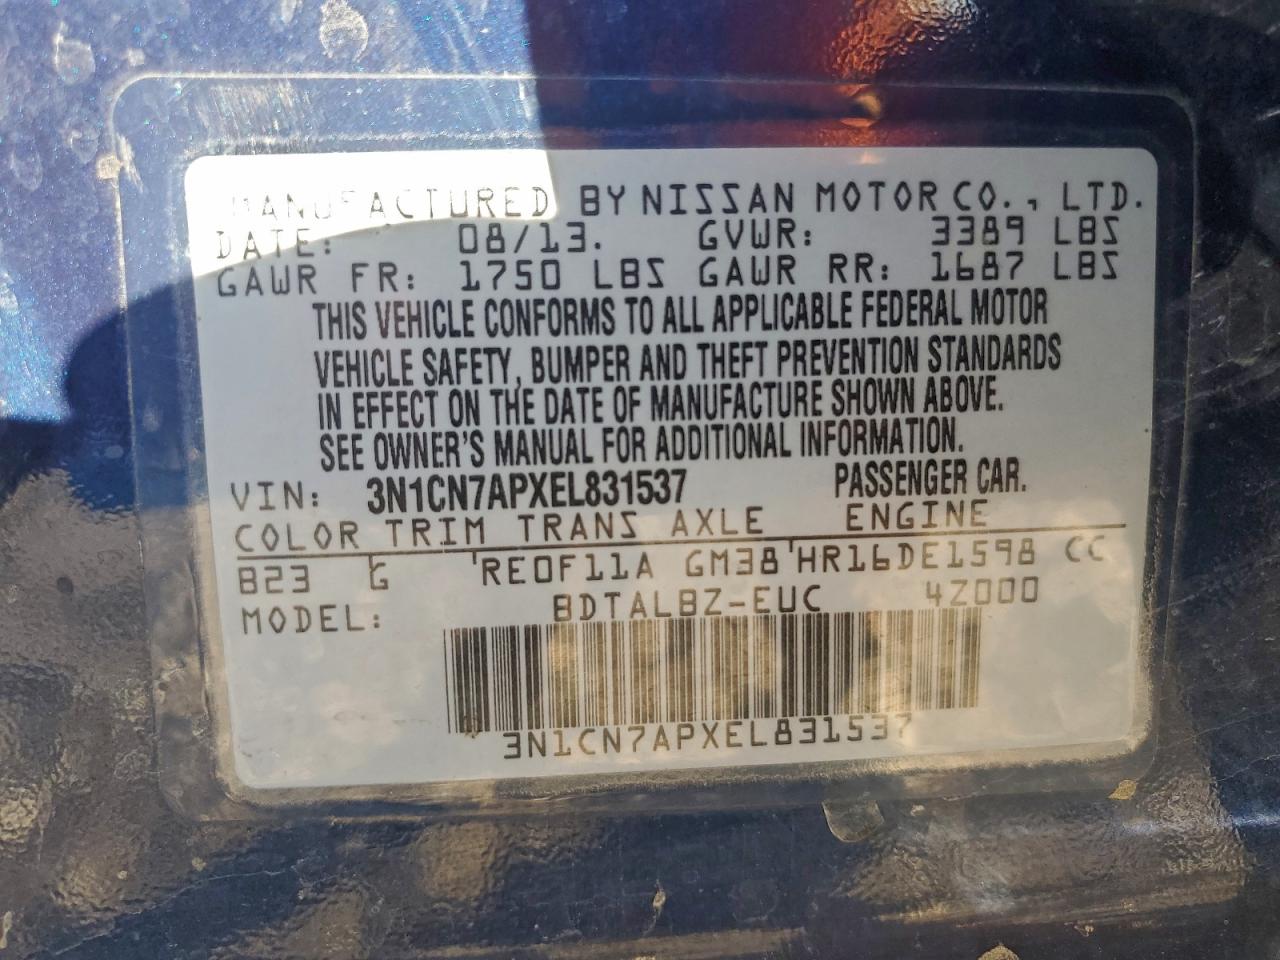 MANUFACTURED BY NISSAN MOTOR CO., LTD.
DATE: 08/13. GVWR: 3389 LBS
GAWR FR: 1750 LBS GAWR RR: 1687 LBS
THIS VEHICLE CONFORMS TO ALL APPLICABLE FEDERAL MOTOR
VEHICLE SAFETY, BUMPER AND THEFT PREVENTION STANDARDS
IN EFFECT ON THE DATE OF MANUFACTURE SHOWN ABOVE.
SEE OWNER'S MANUAL FOR ADDITIONAL INFORMATION.
VIN: 3N1CN7APXEL831537 PASSENGER CAR.
COLOR TRIM TRANS AXLE ENGINE
B23 G RE0F11A GM38 HR16DE1598 CC
MODEL: BDTALBZ-EUC 4Z000
3N1CN7APXEL831537